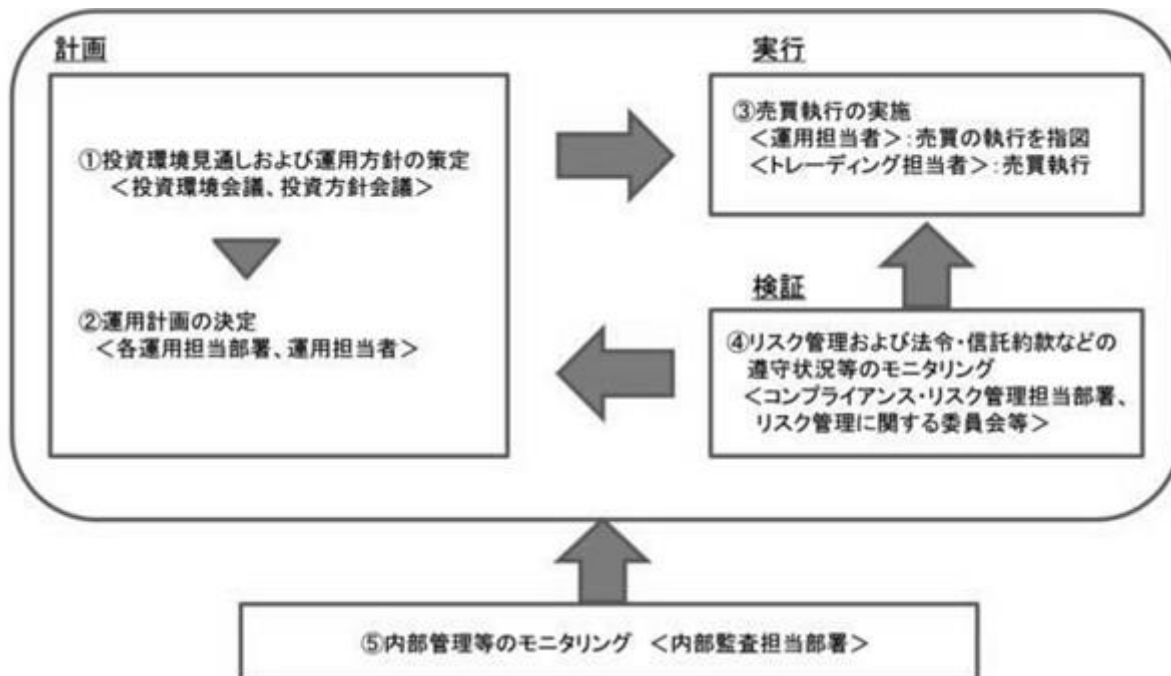 計画
①投資環境見通しおよび運用方針の策定
＜投資環境会議、投資方針会議＞
②運用計画の決定
＜各運用担当部署、運用担当者＞
実行
③売買執行の実施
＜運用担当者＞：売買の執行を指図
＜トレーディング担当者＞：売買執行
検証
④リスク管理および法令・信託約款などの
遵守状況等のモニタリング
＜コンプライアンス・リスク管理担当部署、
リスク管理に関する委員会等＞
⑤内部管理等のモニタリング　＜内部監査担当部署＞